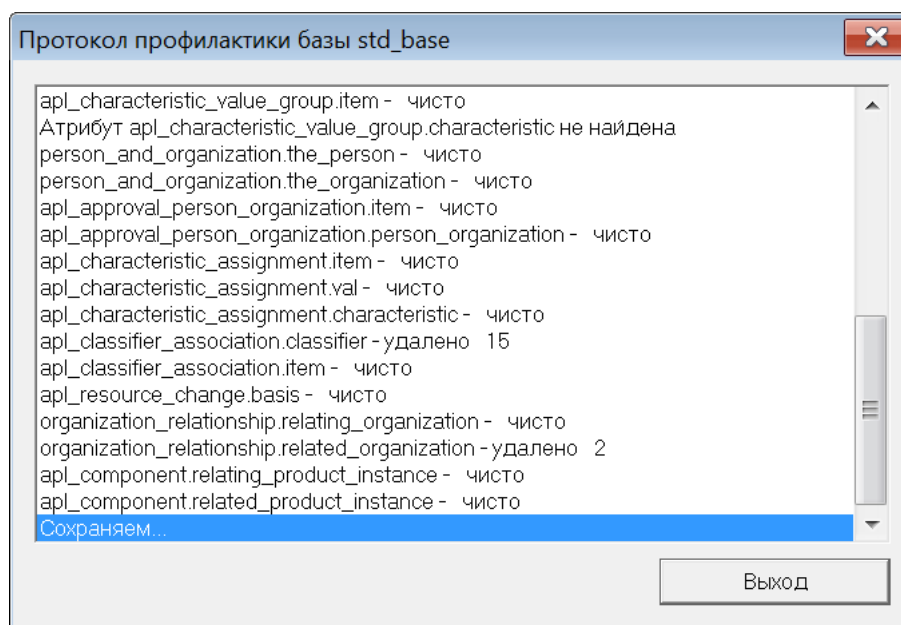 Протокол профилактики базы std_base
apl_characteristic_value_group.item - чисто
Атрибут apl_characteristic_value_group.characteristic не найдена
person_and_organization.the_person - чисто
person_and_organization.the_organization - чисто
apl_approval_person_organization.item - чисто
apl_approval_person_organization.person_organization - чисто
apl_characteristic_assignment.item - чисто
apl_characteristic_assignment.val - чисто
apl_characteristic_assignment.characteristic - чисто
apl_classifier_association.classifier - удалено 15
apl_classifier_association.item - чисто
apl_resource_change.basis - чисто
organization_relationship.relating_organization - чисто
organization_relationship.related_organization - удалено 2
apl_component.relating_product_instance - чисто
apl_component.related_product_instance - чисто
Сохраняем...
Выход